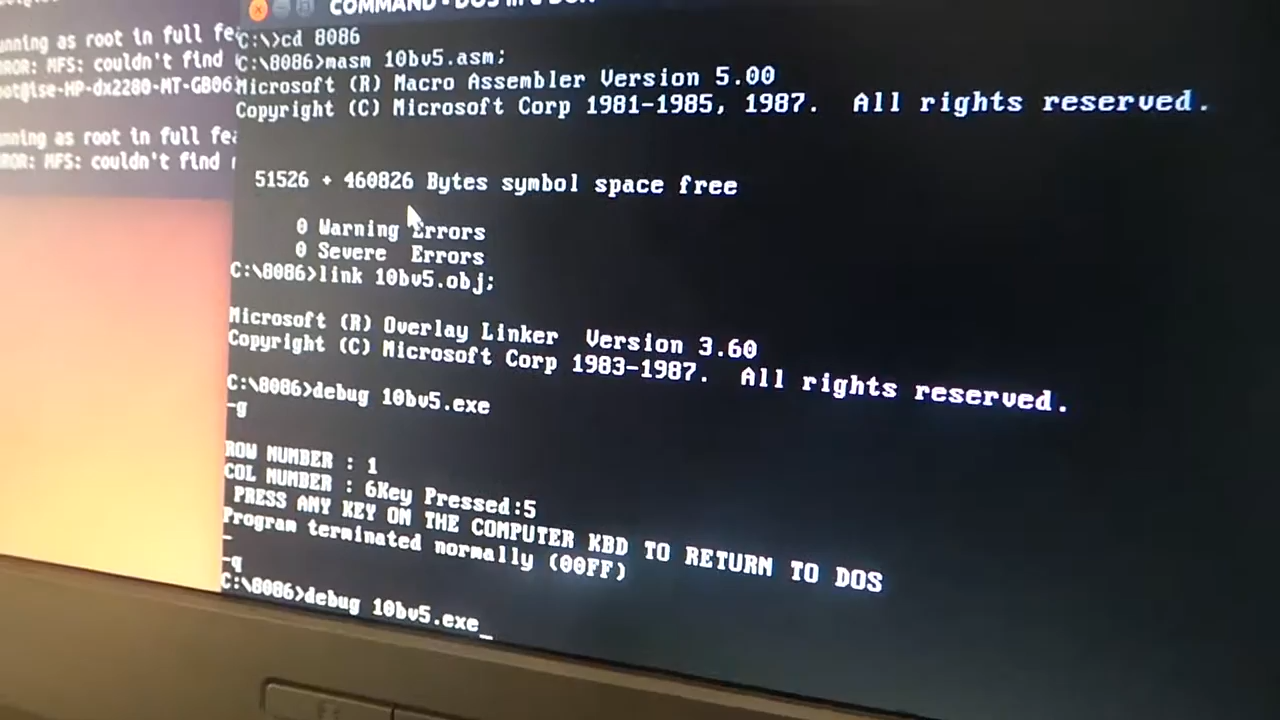 COMMAND - DOS in a BOX
unning as root in full fe
ROR: MFS: couldn't find
ot@ise-HP-dx2280-MT-GB06
unning as root in full fea
ROR: MFS: couldn't find
C:\>cd 8086
C:\8086>masm 10bv5.asm;
Microsoft (R) Macro Assembler Version 5.00
Copyright (C) Microsoft Corp 1981-1985, 1987. All rights reserved.
51526 + 460826 Bytes symbol space free
0 Warning Errors
0 Severe Errors
C:\8086>link 10bv5.obj;
Microsoft (R) Overlay Linker Version 3.60
Copyright (C) Microsoft Corp 1983-1987. All rights reserved.
C:\8086>debug 10bv5.exe
-g
ROW NUMBER : 1
COL NUMBER : 6Key Pressed:5
PRESS ANY KEY ON THE COMPUTER KBD TO RETURN TO DOS
Program terminated normally (00FF)
-
-q
C:\8086>debug 10bv5.exe_